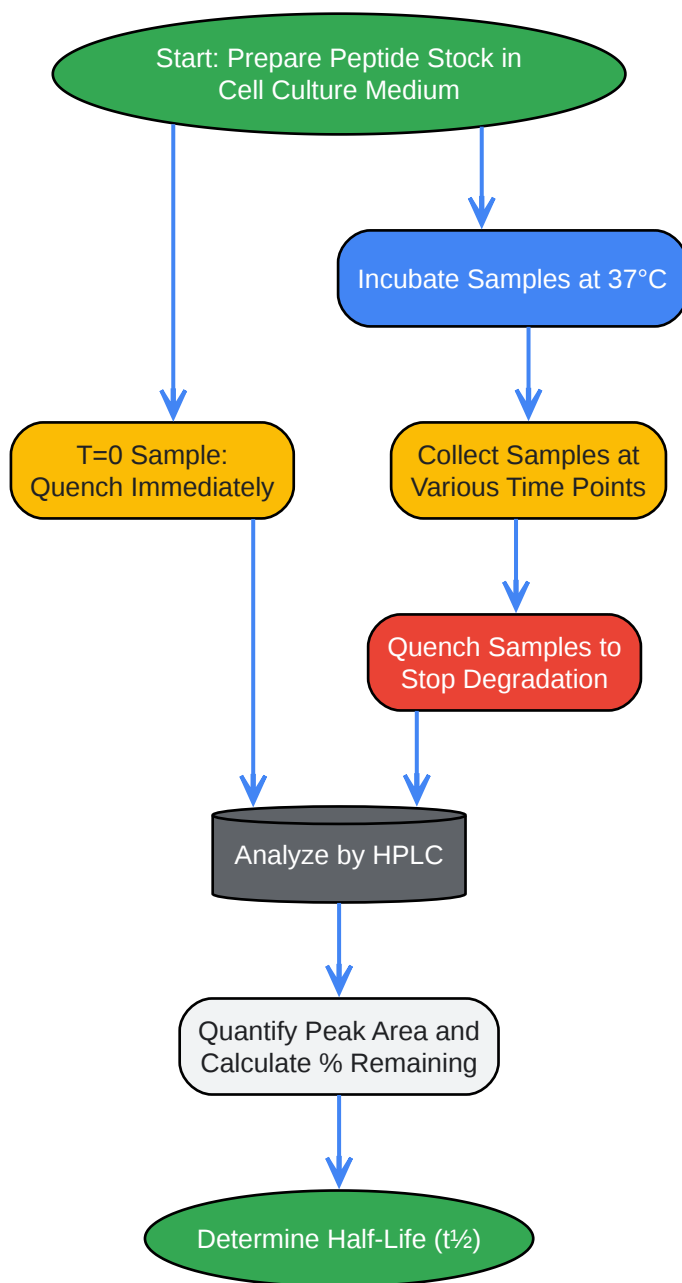 Start: Prepare Peptide Stock in
Cell Culture Medium
Incubate Samples at 37°C
T=0 Sample:
Quench Immediately
Collect Samples at
Various Time Points
Quench Samples to
Stop Degradation
Analyze by HPLC
Quantify Peak Area and
Calculate % Remaining
Determine Half-Life (t½)